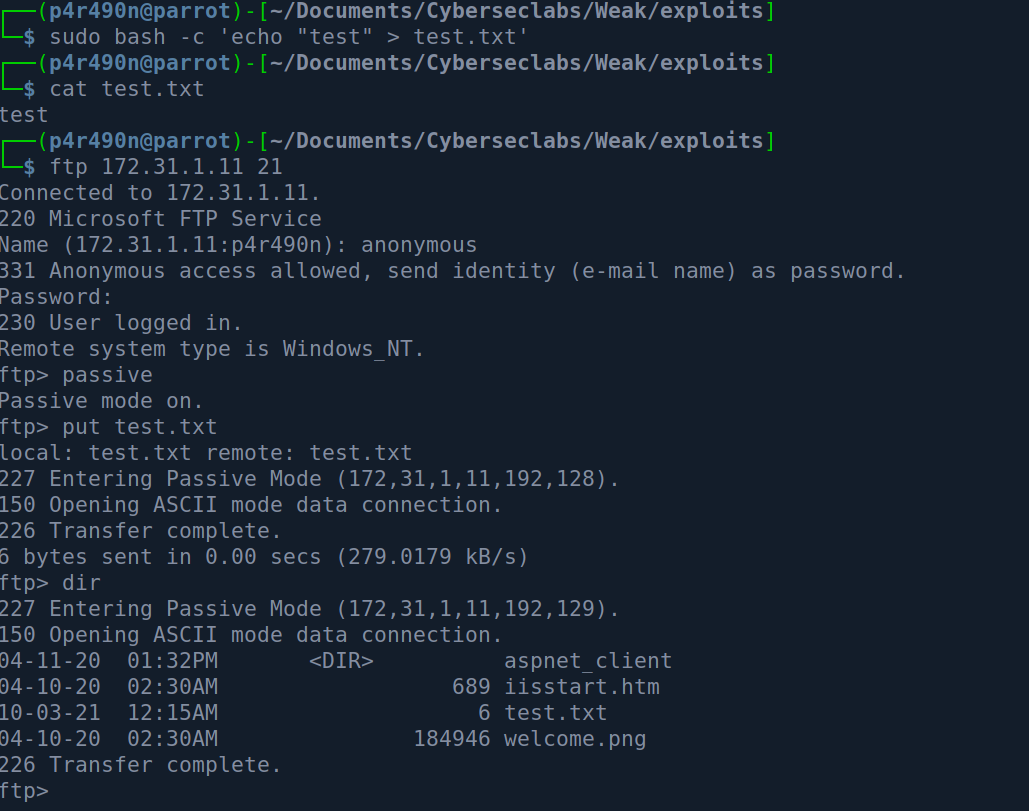 ┌──(p4r490n@parrot)-[~/Documents/Cyberseclabs/Weak/exploits]
└─$ sudo bash -c 'echo "test" > test.txt'
┌──(p4r490n@parrot)-[~/Documents/Cyberseclabs/Weak/exploits]
└─$ cat test.txt
test
┌──(p4r490n@parrot)-[~/Documents/Cyberseclabs/Weak/exploits]
└─$ ftp 172.31.1.11 21
Connected to 172.31.1.11.
220 Microsoft FTP Service
Name (172.31.1.11:p4r490n): anonymous
331 Anonymous access allowed, send identity (e-mail name) as password.
Password:
230 User logged in.
Remote system type is Windows_NT.
ftp> passive
Passive mode on.
ftp> put test.txt
local: test.txt remote: test.txt
227 Entering Passive Mode (172,31,1,11,192,128).
150 Opening ASCII mode data connection.
226 Transfer complete.
6 bytes sent in 0.00 secs (279.0179 kB/s)
ftp> dir
227 Entering Passive Mode (172,31,1,11,192,129).
150 Opening ASCII mode data connection.
04-11-20  01:32PM       <DIR>          aspnet_client
04-10-20  02:30AM                  689 iisstart.htm
10-03-21  12:15AM                    6 test.txt
04-10-20  02:30AM               184946 welcome.png
226 Transfer complete.
ftp>